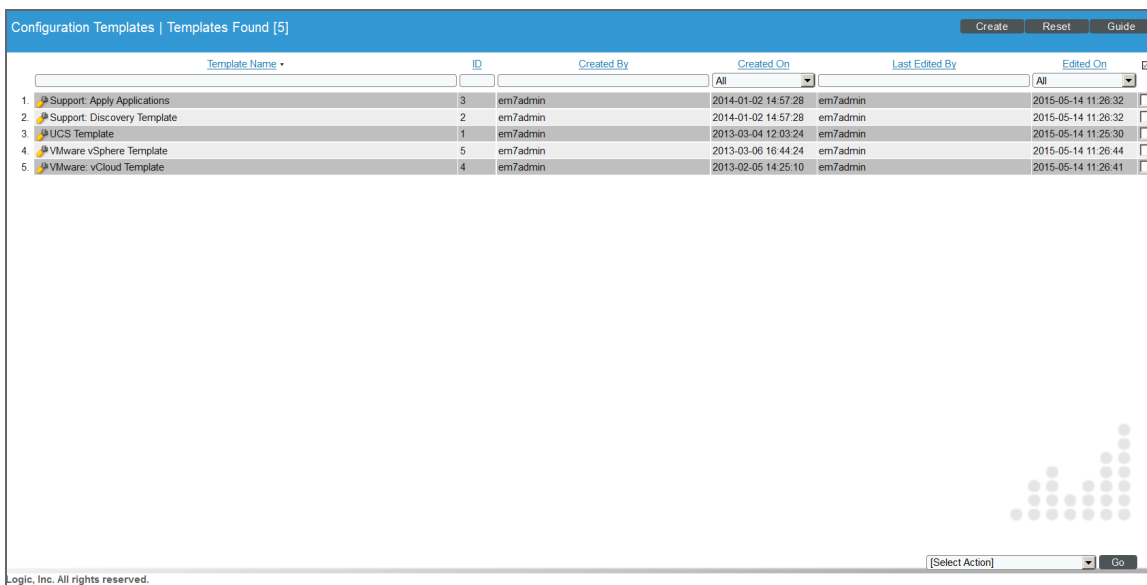 Configuration Templates | Templates Found [5] Create Reset Guide
Template Name • ID Created By Created On Last Edited By Edited On
All All
1. Support: Apply Applications 3 em7admin 2014-01-02 14:57:28 em7admin 2015-05-14 11:26:32
2. Support: Discovery Template 2 em7admin 2014-01-02 14:57:28 em7admin 2015-05-14 11:26:32
3. UCS Template 1 em7admin 2013-03-04 12:03:24 em7admin 2015-05-14 11:25:30
4. VMware vSphere Template 5 em7admin 2013-03-06 16:44:24 em7admin 2015-05-14 11:26:44
5. VMware: vCloud Template 4 em7admin 2013-02-05 14:25:10 em7admin 2015-05-14 11:26:41
[Select Action] Go
Logic, Inc. All rights reserved.